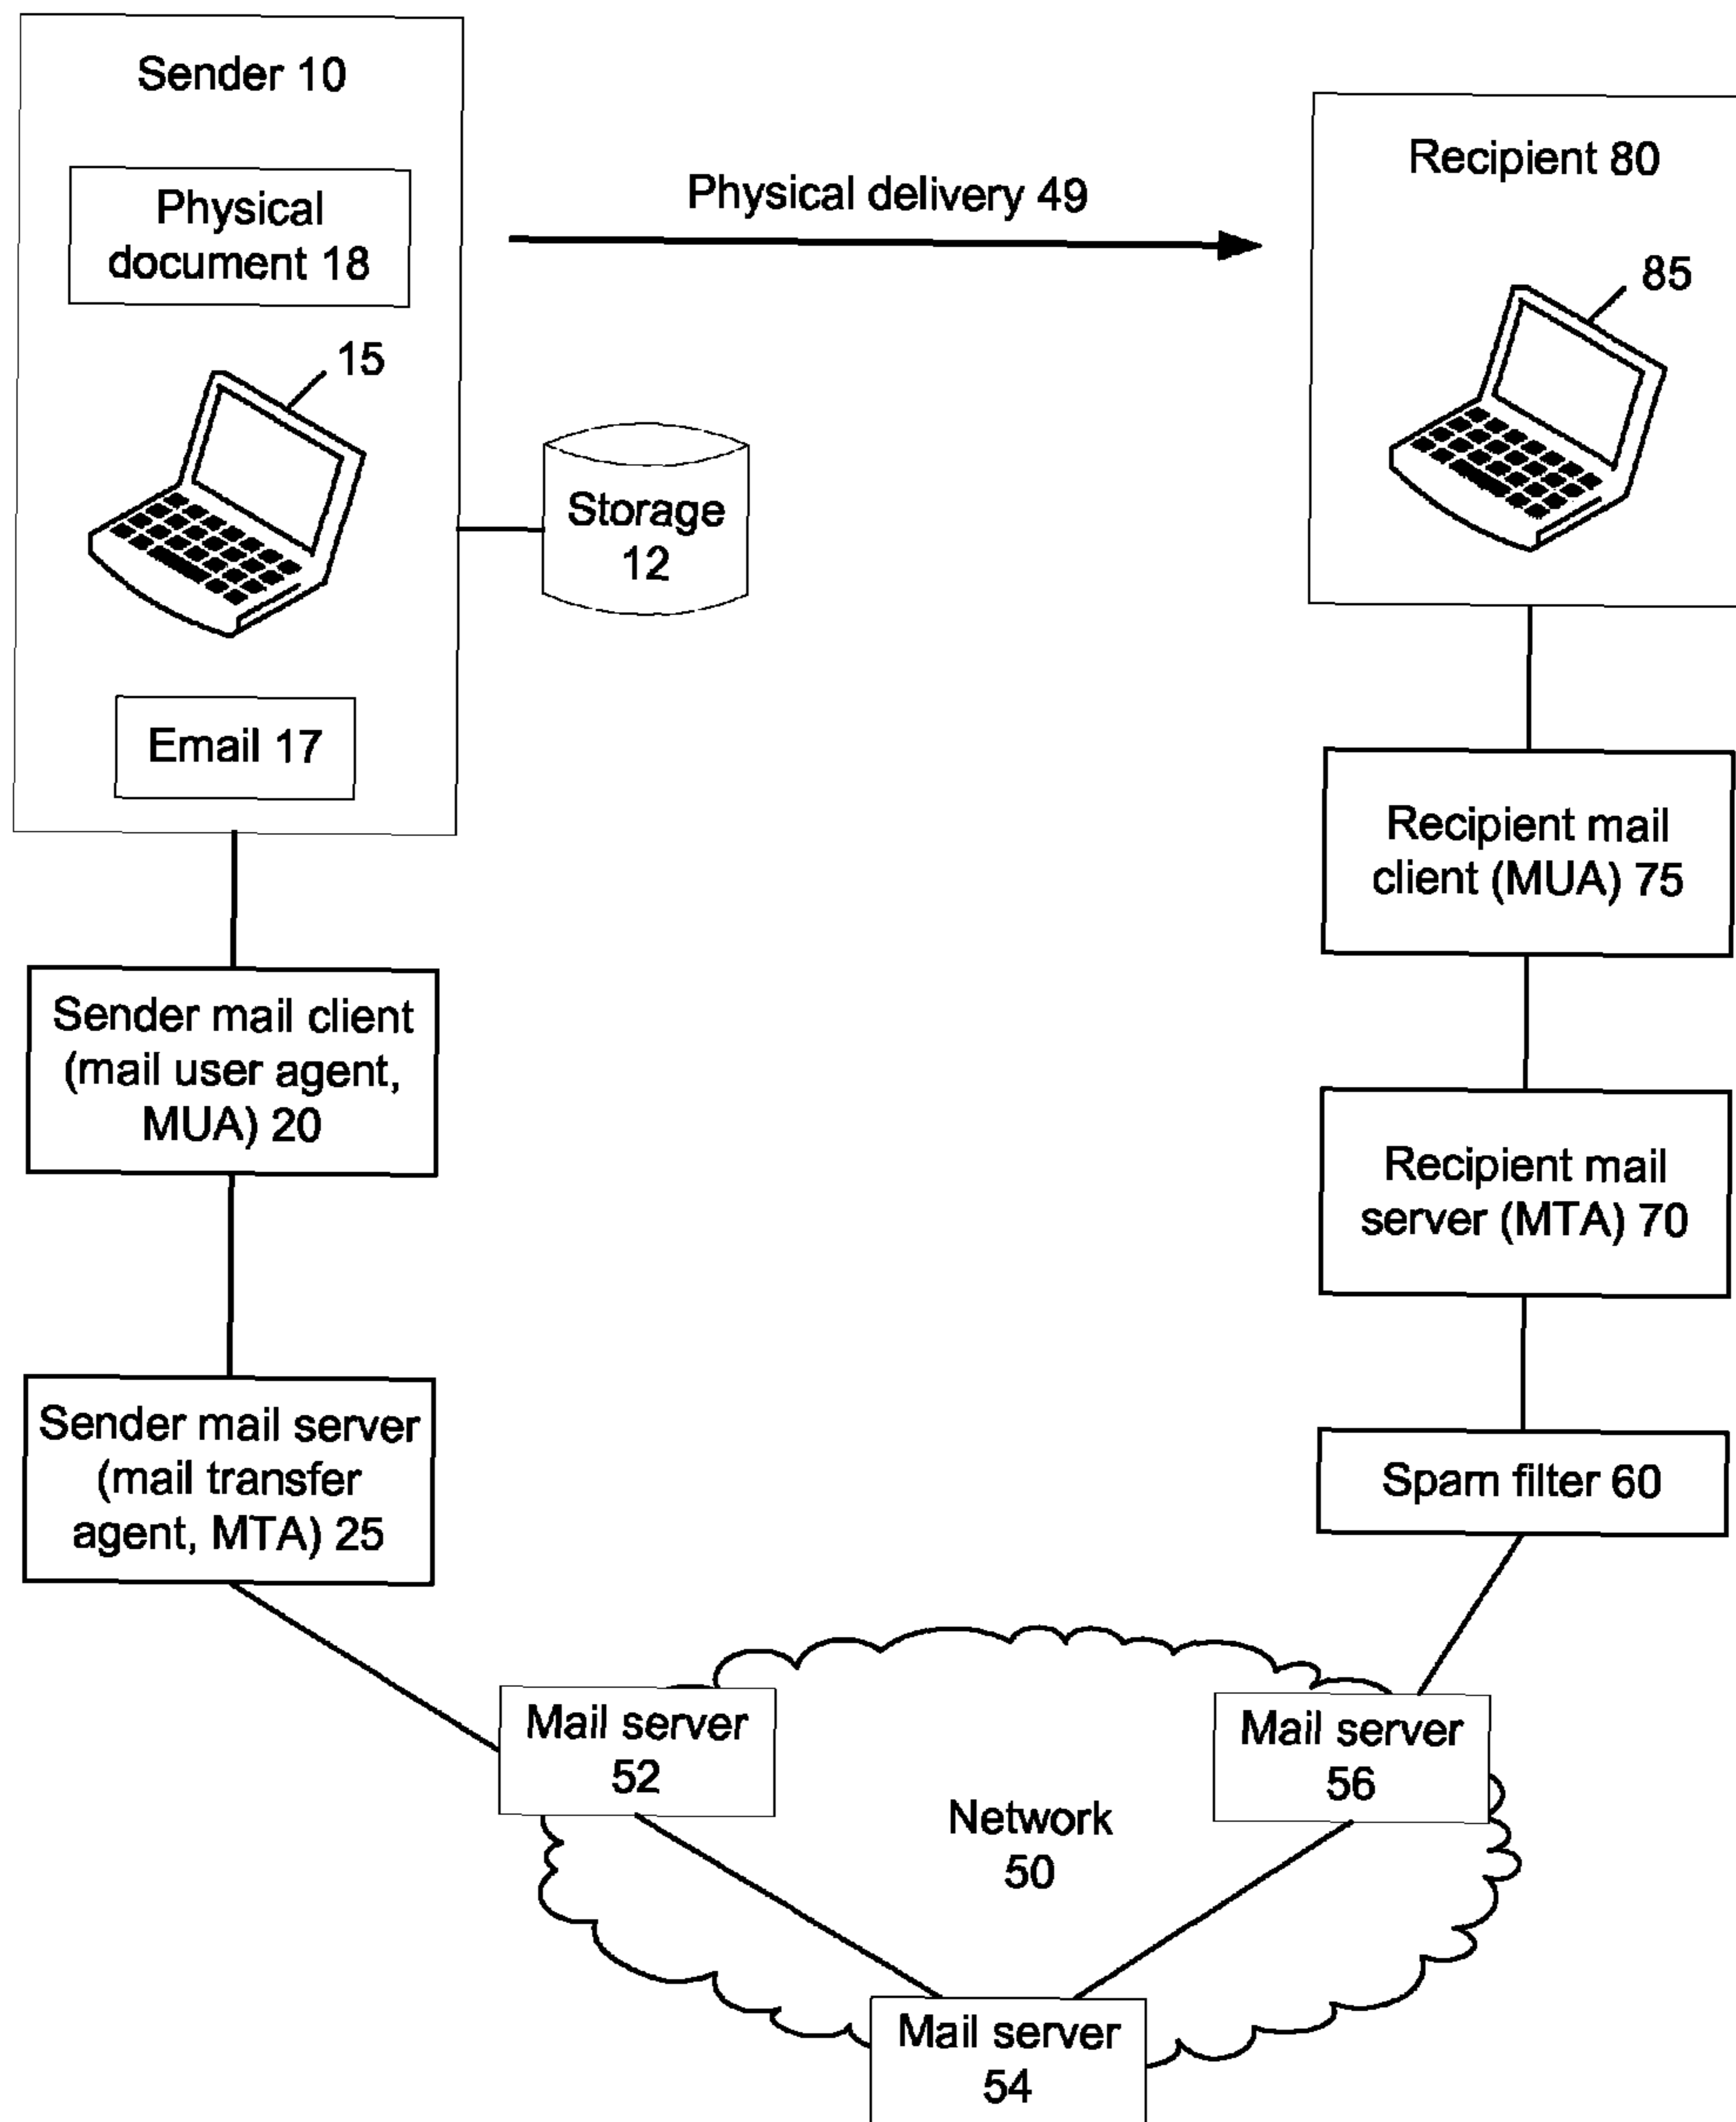 Sender 10
Physical
document 18
15
Email 17
Storage
12
Physical delivery 49
Recipient 80
85
Sender mail client
(mail user agent,
MUA) 20
Sender mail server
(mail transfer
agent, MTA) 25
Recipient mail
client (MUA) 75
Recipient mail
server (MTA) 70
Spam filter 60
Mail server
52
Network
50
Mail server
56
Mail server
54